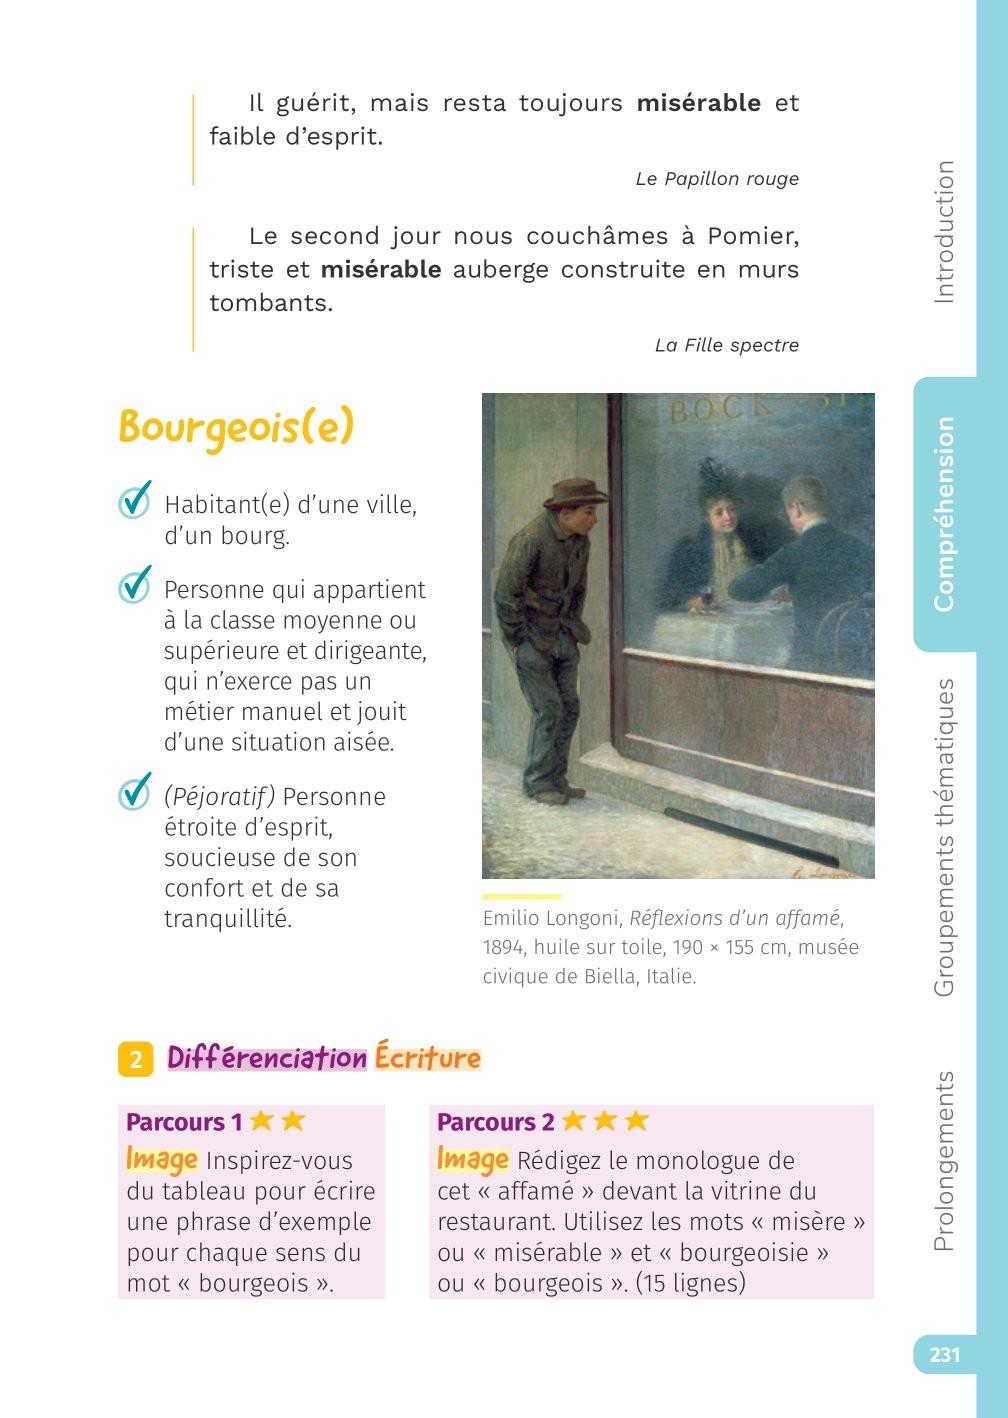 Il guérit, mais resta toujours misérable et
faible d’esprit.
Le Papillon rouge
Le second jour nous couchâmes à Pomier,
triste et misérable auberge construite en murs
tombants.
La Fille spectre
Bourgeois(e)
Habitant(e) d’une ville,
d’un bourg.
Personne qui appartient
à la classe moyenne ou
supérieure et dirigeante,
qui n’exerce pas un
métier manuel et jouit
d’une situation aisée.
(Péjoratif) Personne
étroite d’esprit,
soucieuse de son
confort et de sa
tranquillité.
BOCK-BIE
Emilio Longoni, Réflexions d’un affamé,
1894, huile sur toile, 190 × 155 cm, musée
civique de Biella, Italie.
2 Différenciation Écriture
Parcours 1
Image Inspirez-vous
du tableau pour écrire
une phrase d’exemple
pour chaque sens du
mot « bourgeois ».
Parcours 2
Image Rédigez le monologue de
cet « affamé » devant la vitrine du
restaurant. Utilisez les mots « misère »
ou « misérable » et « bourgeoisie »
ou « bourgeois ». (15 lignes)
Introduction
Compréhension
Groupements thématiques
Prolongements
231